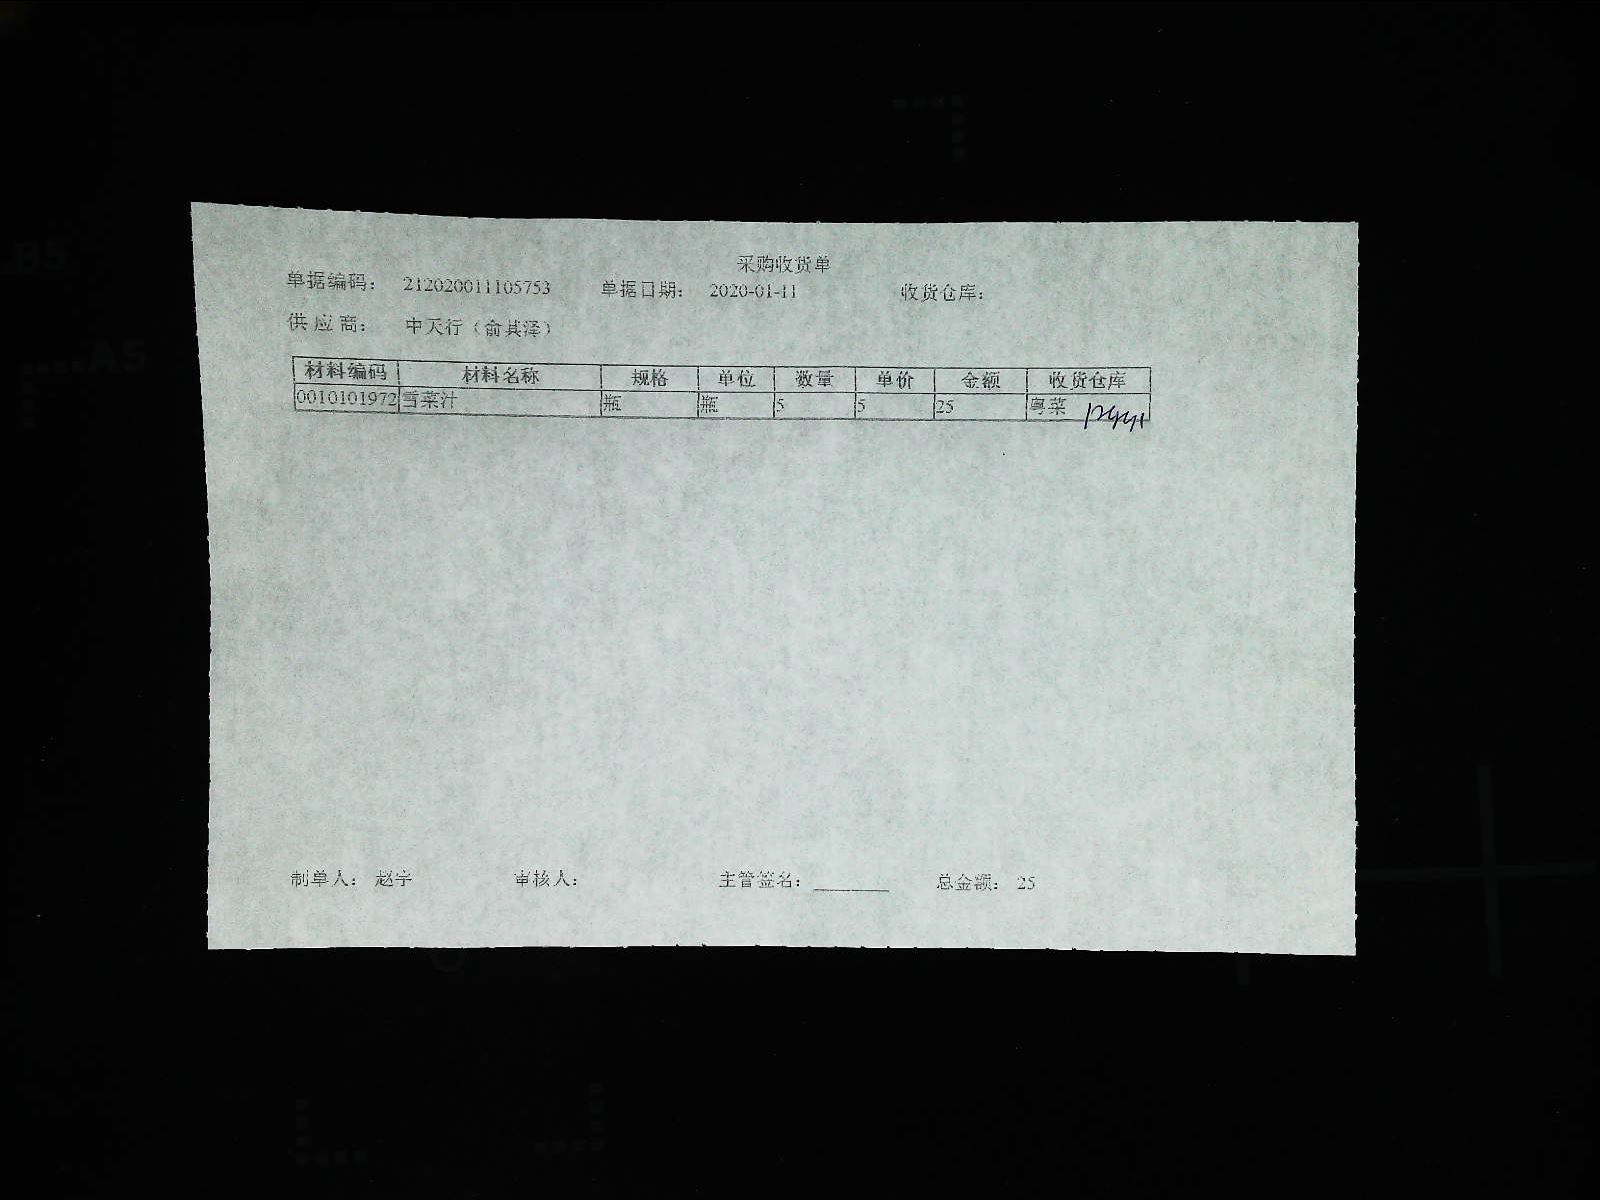 采购收货单
单据编码： 212020011105753 单据日期： 2020-01-11 收货仓库：
供应商： 中天行（俞其泽）
材料编码 材料名称 规格 单位 数量 单价 金额 收货仓库
0010101972 雪菜汁 瓶 瓶 5 5 25 粤菜
制单人： 赵宇 审核人： 主管签名：________ 总金额： 25
B5
A5